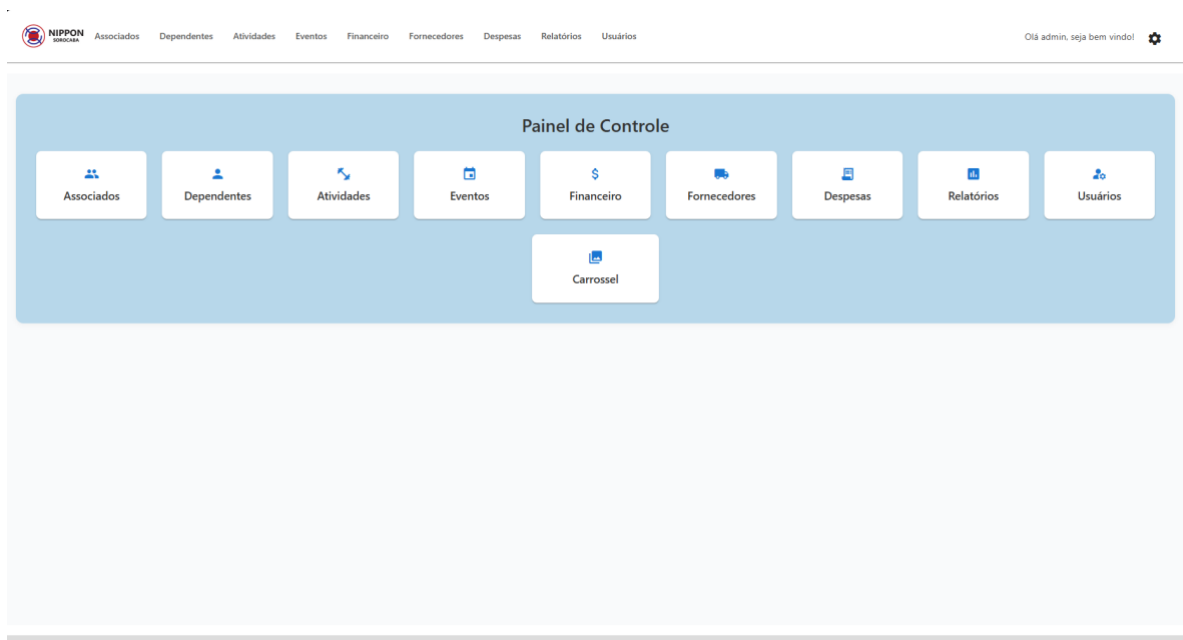 NIPPON
SOROCABA
Associados Dependentes Atividades Eventos Financeiro Fornecedores Despesas Relatórios Usuários Olá admin, seja bem vindo!
Painel de Controle
Associados Dependentes Atividades Eventos Financeiro Fornecedores Despesas Relatórios Usuários
Carrossel